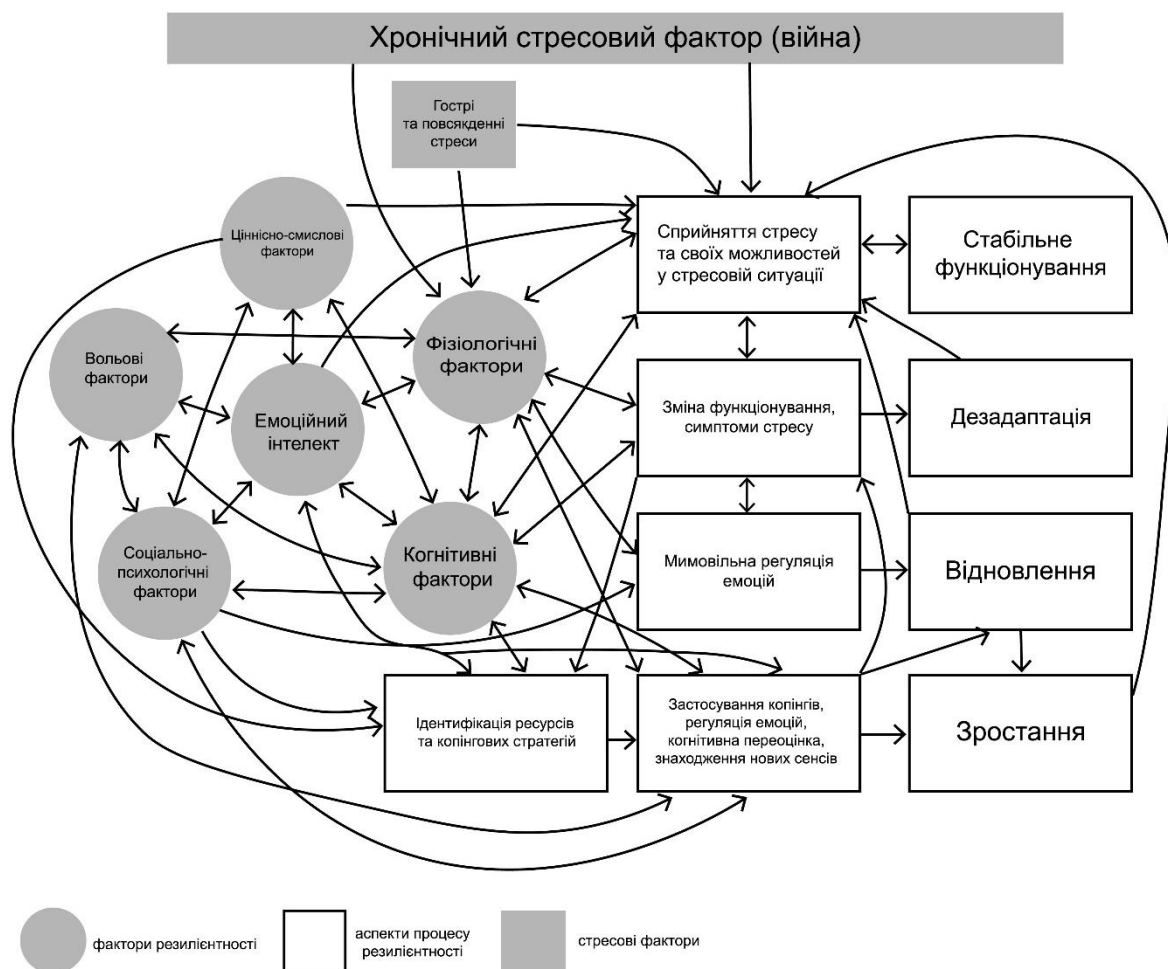 Хронічний стресовий фактор (війна)
Гострі
та повсякденні
стреси
Ціннісно-смислові
фактори
Сприйняття стресу
та своїх можливостей
у стресовій ситуації
Стабільне
функціонування
Вольові
фактори
Фізіологічні
фактори
Емоційний
інтелект
Зміна функціонування,
симптоми стресу
Дезадаптація
Соціально-
психологічні
фактори
Когнітивні
фактори
Мимовільна регуляція
емоцій
Відновлення
Ідентифікація ресурсів
та копінгових стратегій
Застосування копінгів,
регуляція емоцій,
когнітивна переоцінка,
знаходження нових сенсів
Зростання
фактори резилієнтності
аспекти процесу
резилієнтності
стресові фактори